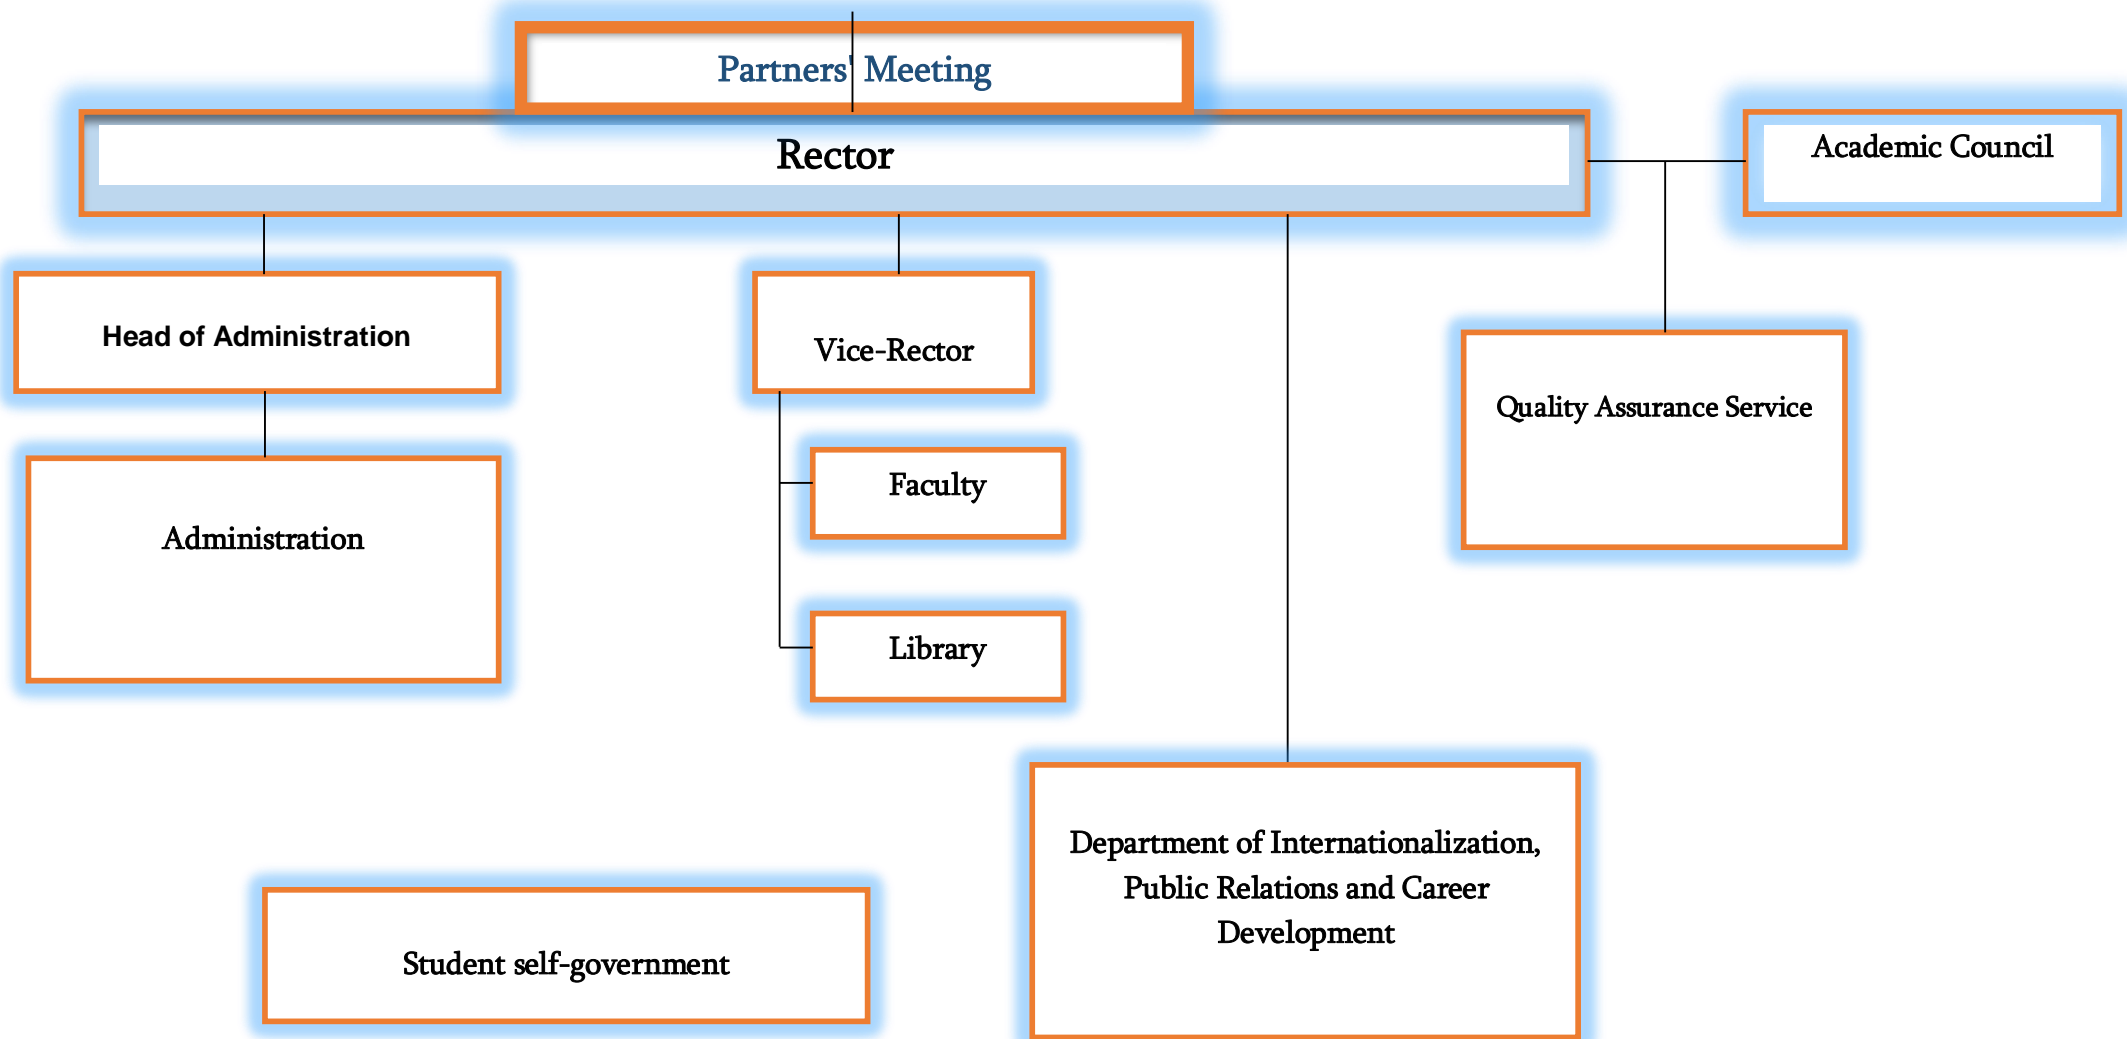 Partners' Meeting
Rector
Academic Council
Head of Administration
Vice-Rector
Quality Assurance Service
Faculty
Administration
Library
Department of Internationalization,
Public Relations and Career
Development
Student self-government